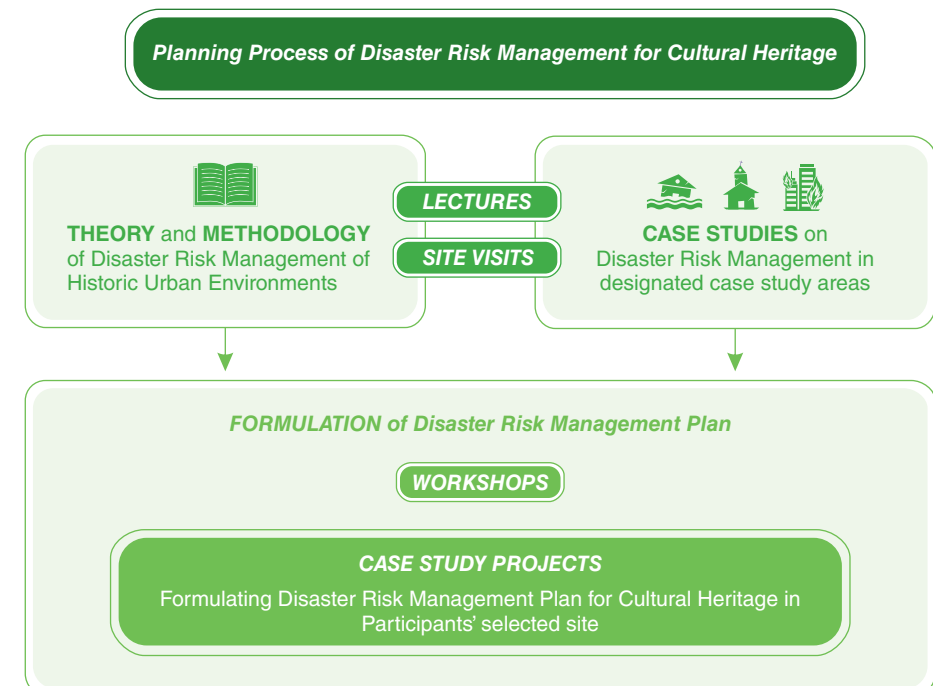 Planning Process of Disaster Risk Management for Cultural Heritage
THEORY and METHODOLOGY
of Disaster Risk Management of
Historic Urban Environments
LECTURES
SITE VISITS
CASE STUDIES on
Disaster Risk Management in
designated case study areas
FORMULATION of Disaster Risk Management Plan
WORKSHOPS
CASE STUDY PROJECTS
Formulating Disaster Risk Management Plan for Cultural Heritage in
Participants’ selected site